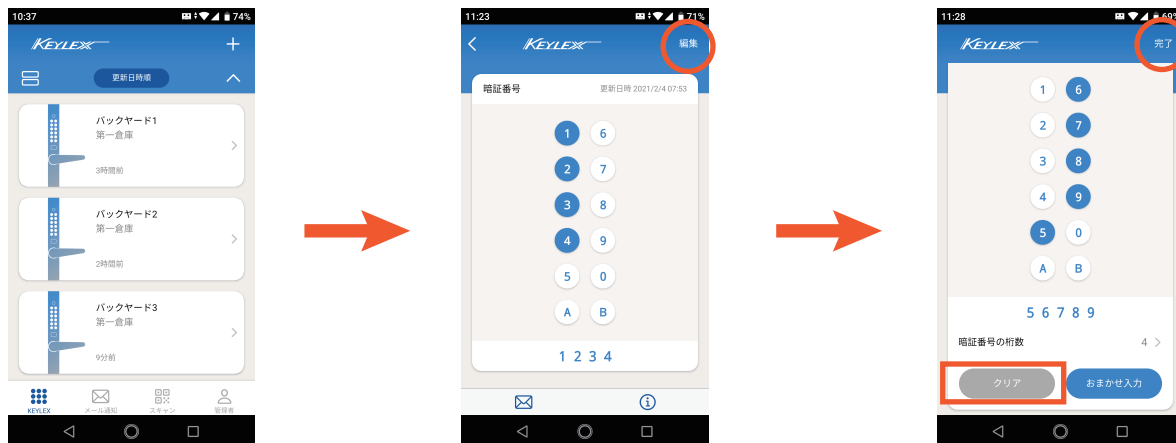 10:37
74%
KEYLEX
更新日時順
バックヤード1
第一倉庫
3時間前
バックヤード2
第一倉庫
2時間前
バックヤード3
第一倉庫
9分前
KEYLEX メール通知 スキャン 管理者
11:23
71%
KEYLEX
編集
暗証番号 更新日時 2021/2/4 07:53
1 6
2 7
3 8
4 9
5 0
A B
1 2 3 4
11:28
69%
KEYLEX
完了
1 6
2 7
3 8
4 9
5 0
A B
5 6 7 8 9
暗証番号の桁数 4
クリア おまかせ入力